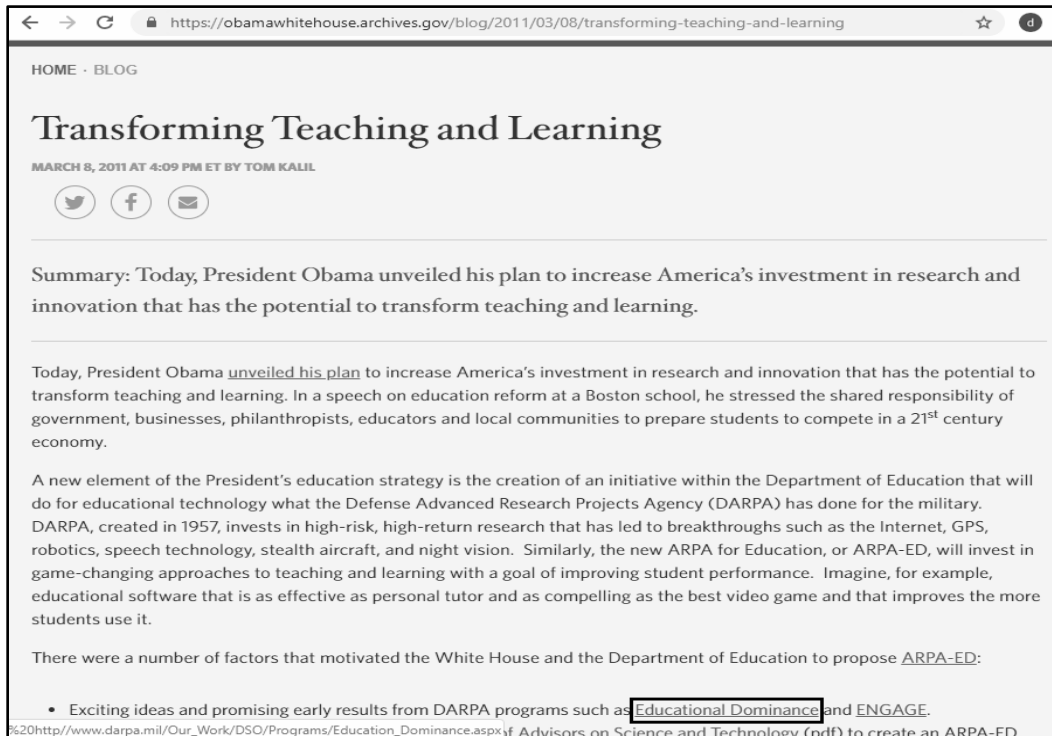 https://obamawhitehouse.archives.gov/blog/2011/03/08/transforming-teaching-and-learning
d
HOME · BLOG
Transforming Teaching and Learning
MARCH 8, 2011 AT 4:09 PM ET BY TOM KALIL
Summary: Today, President Obama unveiled his plan to increase America's investment in research and
innovation that has the potential to transform teaching and learning.
Today, President Obama unveiled his plan to increase America's investment in research and innovation that has the potential to
transform teaching and learning. In a speech on education reform at a Boston school, he stressed the shared responsibility of
government, businesses, philanthropists, educators and local communities to prepare students to compete in a 21st century
economy.
A new element of the President's education strategy is the creation of an initiative within the Department of Education that will
do for educational technology what the Defense Advanced Research Projects Agency (DARPA) has done for the military.
DARPA, created in 1957, invests in high-risk, high-return research that has led to breakthroughs such as the Internet, GPS,
robotics, speech technology, stealth aircraft, and night vision. Similarly, the new ARPA for Education, or ARPA-ED, will invest in
game-changing approaches to teaching and learning with a goal of improving student performance. Imagine, for example,
educational software that is as effective as personal tutor and as compelling as the best video game and that improves the more
students use it.
There were a number of factors that motivated the White House and the Department of Education to propose ARPA-ED:
• Exciting ideas and promising early results from DARPA programs such as Educational Dominance and ENGAGE.
%20http//www.darpa.mil/Our_Work/DSO/Programs/Education_Dominance.aspx of Advisors on Science and Technology (pdf) to create an ARPA-ED